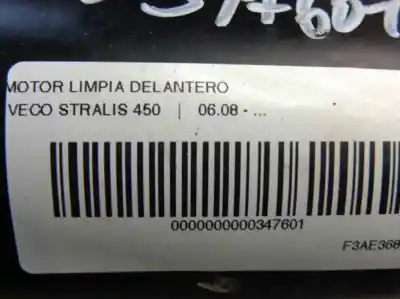 MOTOR LIMPIA DELANTERO
VECO STRALIS 450 | 06.08 - ...
0000000000347601
F3AE368